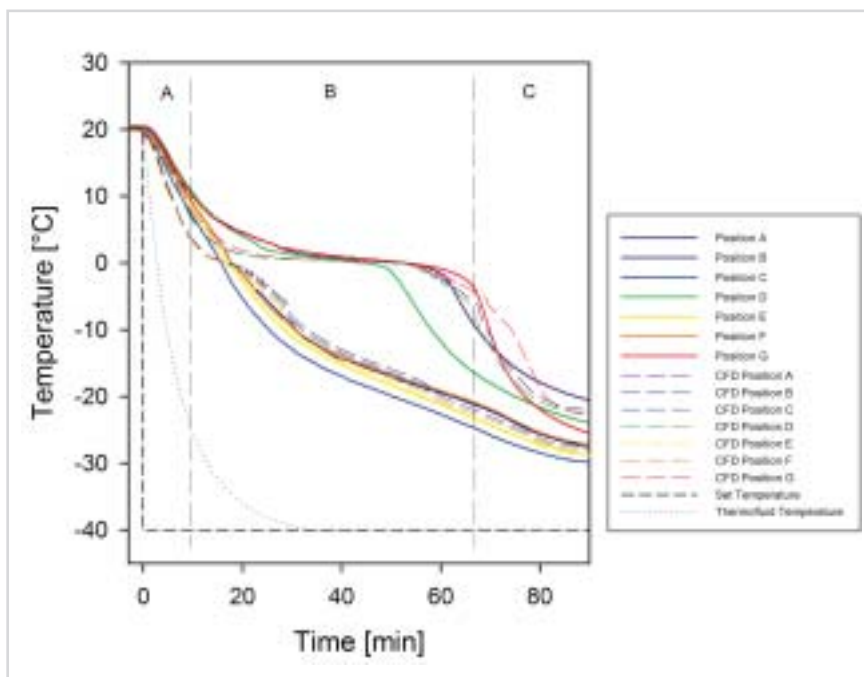 30
20
10
0
-10
-20
-30
-40
Temperature [°C]
A
B
C
0
20
40
60
80
Time [min]
Position A
Position B
Position C
Position D
Position E
Position F
Position G
CFD Position A
CFD Position B
CFD Position C
CFD Position D
CFD Position E
CFD Position F
CFD Position G
Set Temperature
Thermofluid Temperature